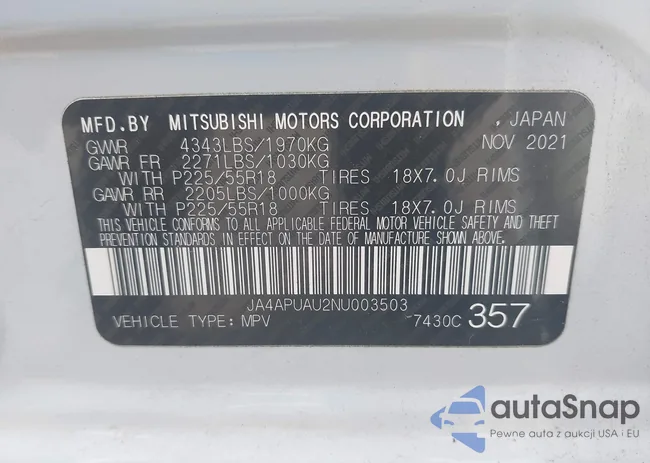 MFD.BY MITSUBISHI MOTORS CORPORATION , JAPAN
GVWR 4343LBS/1970KG NOV 2021
GAWR FR 2271LBS/1030KG
WITH P225/55R18 TIRES 18X7.0J RIMS
GAWR RR 2205LBS/1000KG
WITH P225/55R18 TIRES 18X7.0J RIMS
THIS VEHICLE CONFORMS TO ALL APPLICABLE FEDERAL MOTOR VEHICLE SAFETY AND THEFT
PREVENTION STANDARDS IN EFFECT ON THE DATE OF MANUFACTURE SHOWN ABOVE.
JA4APUAU2NU003503
VEHICLE TYPE: MPV 7430C 357
autaSnap
Pewne auta z aukcji USA i EU